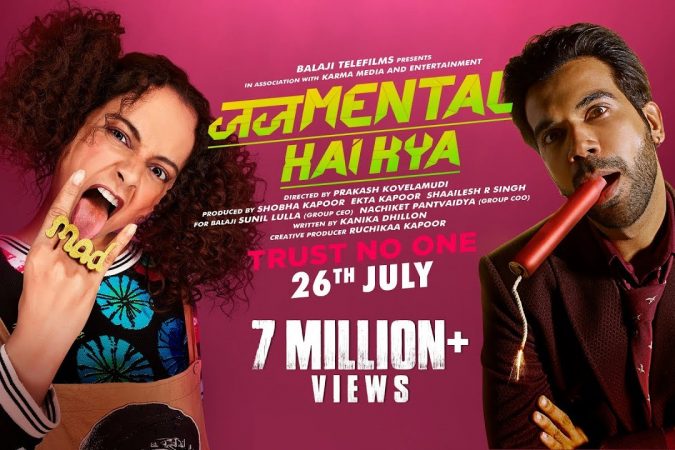 BALAJI TELEFILMS PRESENTS
IN ASSOCIATION WITH KARMA MEDIA AND ENTERTAINMENT
जजMENTAL
HAI KYA
DIRECTED BY PRAKASH KOVELAMUDI
PRODUCED BY SHOBHA KAPOOR EKTA KAPOOR SHAAILESH R SINGH
FOR BALAJI SUNIL LULLA (GROUP CEO) NACHIKET PANTVAIDYA (GROUP COO)
WRITTEN BY KANIKA DHILLON
CREATIVE PRODUCER RUCHIKAA KAPOOR
TRUST NO ONE
26TH JULY
7 MILLION+
VIEWS
mad